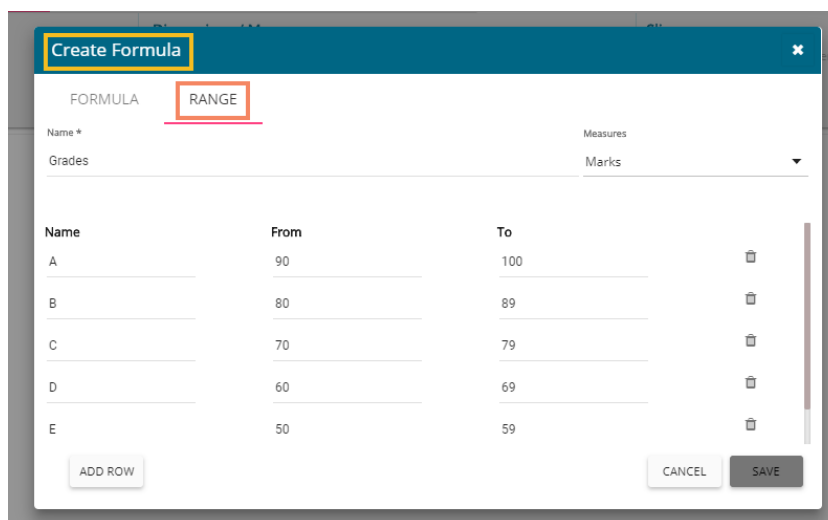 Create Formula
FORMULA RANGE
Name * Measures
Grades Marks
Name From To
A 90 100
B 80 89
C 70 79
D 60 69
E 50 59
ADD ROW CANCEL SAVE